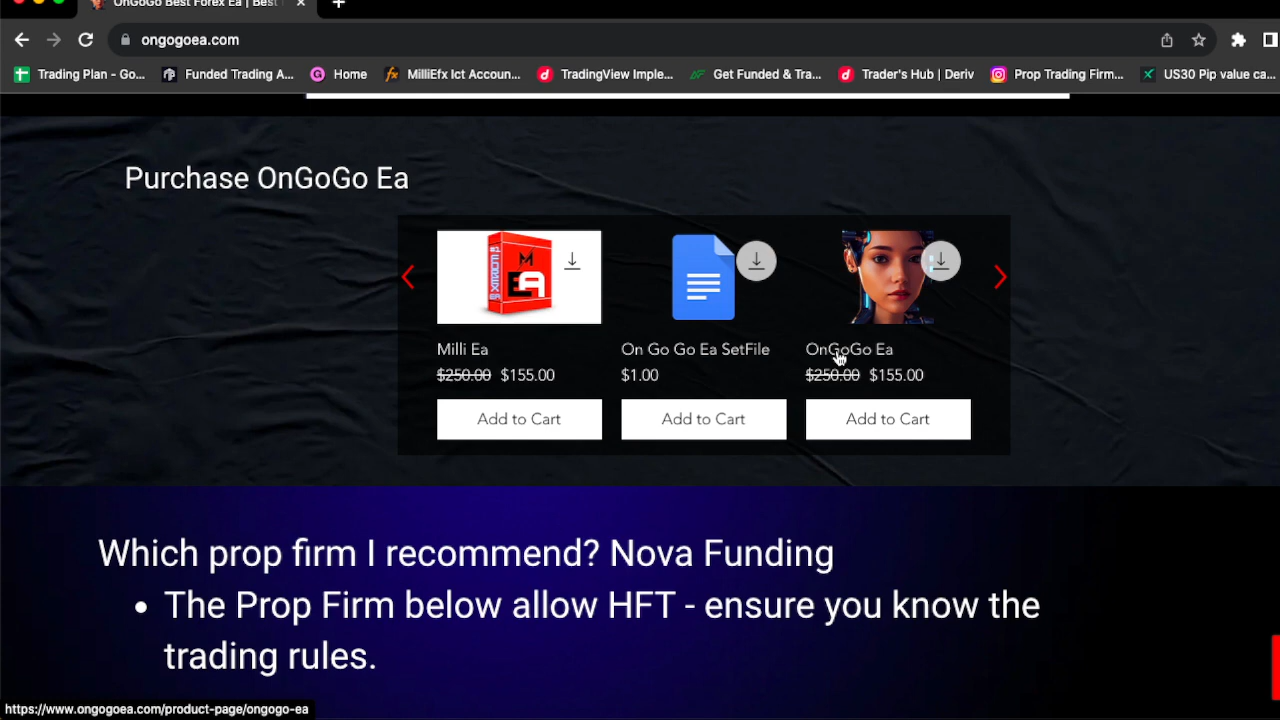 OnGoGo Best Forex Ea | Best
ongogoea.com
Trading Plan - Go...
Funded Trading A...
Home
MilliEfx Ict Accoun...
TradingView Imple...
Get Funded & Tra...
Trader's Hub | Deriv
Prop Trading Firm...
US30 Pip value ca...
Purchase OnGoGo Ea
M
EA
Milli Ea
$250.00 $155.00
Add to Cart
On Go Go Ea SetFile
$1.00
Add to Cart
OnGoGo Ea
$250.00 $155.00
Add to Cart
Which prop firm I recommend? Nova Funding
• The Prop Firm below allow HFT - ensure you know the
trading rules.
https://www.ongogoea.com/product-page/ongogo-ea